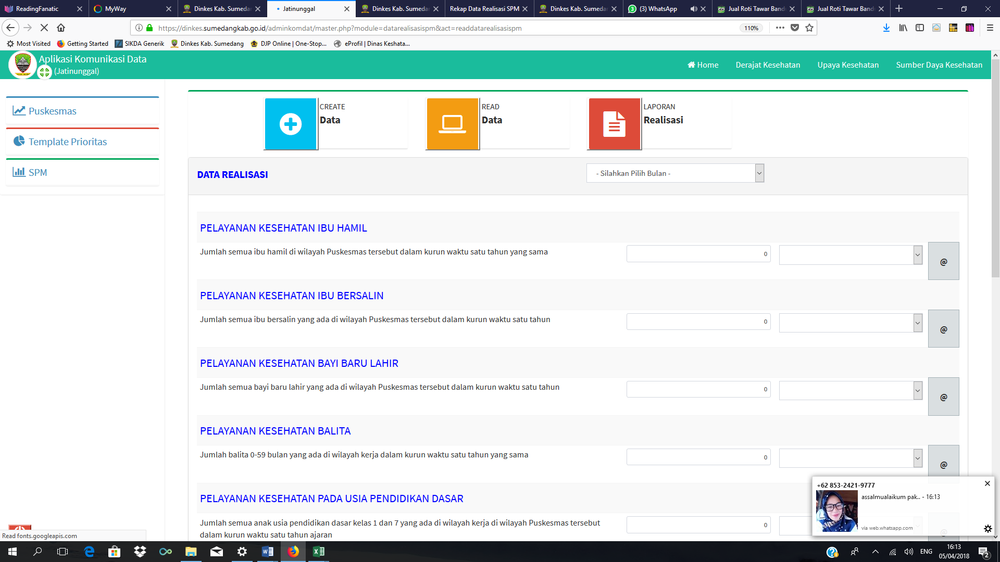 ReadingFanatic
MyWay
Dinkes Kab. Sumeda
Jatinunggal
Dinkes Kab. Sumeda
Rekap Data Realisasi SPM
Dinkes Kab. Sumeda
(3) WhatsApp
Jual Roti Tawar Band
Jual Roti Tawar Band
https://dinkes.sumedangkab.go.id/adminkomdat/master.php?module=datarealisasispm&act=readdatarealisasispm
110%
Most Visited
Getting Started
SIKDA Generik
Dinkes Kab. Sumedang
DJP Online | One-Stop...
eProfil | Dinas Keshata...
Aplikasi Komunikasi Data
(Jatinunggal)
Home
Derajat Kesehatan
Upaya Kesehatan
Sumber Daya Kesehatan
Puskesmas
Template Prioritas
SPM
CREATE
Data
READ
Data
LAPORAN
Realisasi
DATA REALISASI
- Silahkan Pilih Bulan -
PELAYANAN KESEHATAN IBU HAMIL
Jumlah semua ibu hamil di wilayah Puskesmas tersebut dalam kurun waktu satu tahun yang sama
0
@
PELAYANAN KESEHATAN IBU BERSALIN
Jumlah semua ibu bersalin yang ada di wilayah Puskesmas tersebut dalam kurun waktu satu tahun
0
@
PELAYANAN KESEHATAN BAYI BARU LAHIR
Jumlah semua bayi baru lahir yang ada di wilayah Puskesmas tersebut dalam kurun waktu satu tahun
0
@
PELAYANAN KESEHATAN BALITA
Jumlah balita 0-59 bulan yang ada di wilayah kerja dalam kurun waktu satu tahun yang sama
0
@
PELAYANAN KESEHATAN PADA USIA PENDIDIKAN DASAR
Jumlah semua anak usia pendidikan dasar kelas 1 dan 7 yang ada di wilayah kerja di wilayah Puskesmas tersebut
dalam kurun waktu satu tahun ajaran
0
@
+62 853-2421-9777
assalmualaikum pak.. - 16:13
via web.whatsapp.com
Read fonts.googleapis.com
ENG
16:13
05/04/2018
2